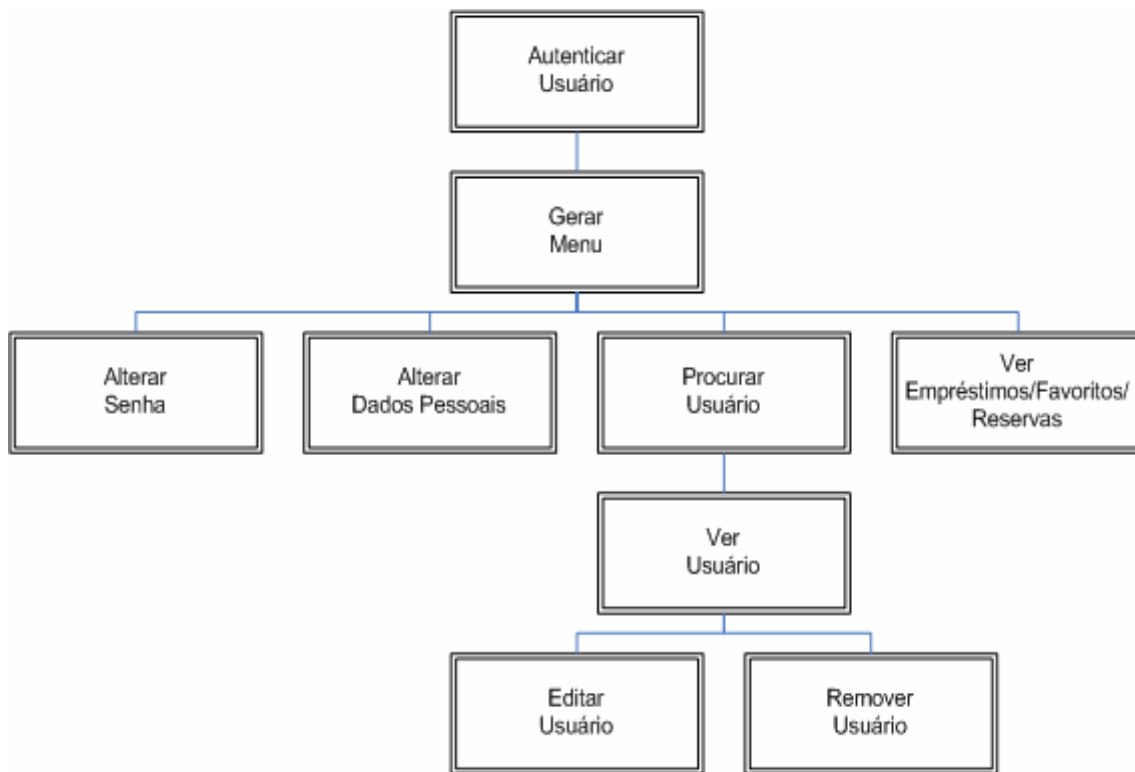 Autenticar
Usuário
Gerar
Menu
Alterar
Senha
Alterar
Dados Pessoais
Procurar
Usuário
Ver
Empréstimos/Favoritos/
Reservas
Ver
Usuário
Editar
Usuário
Remover
Usuário